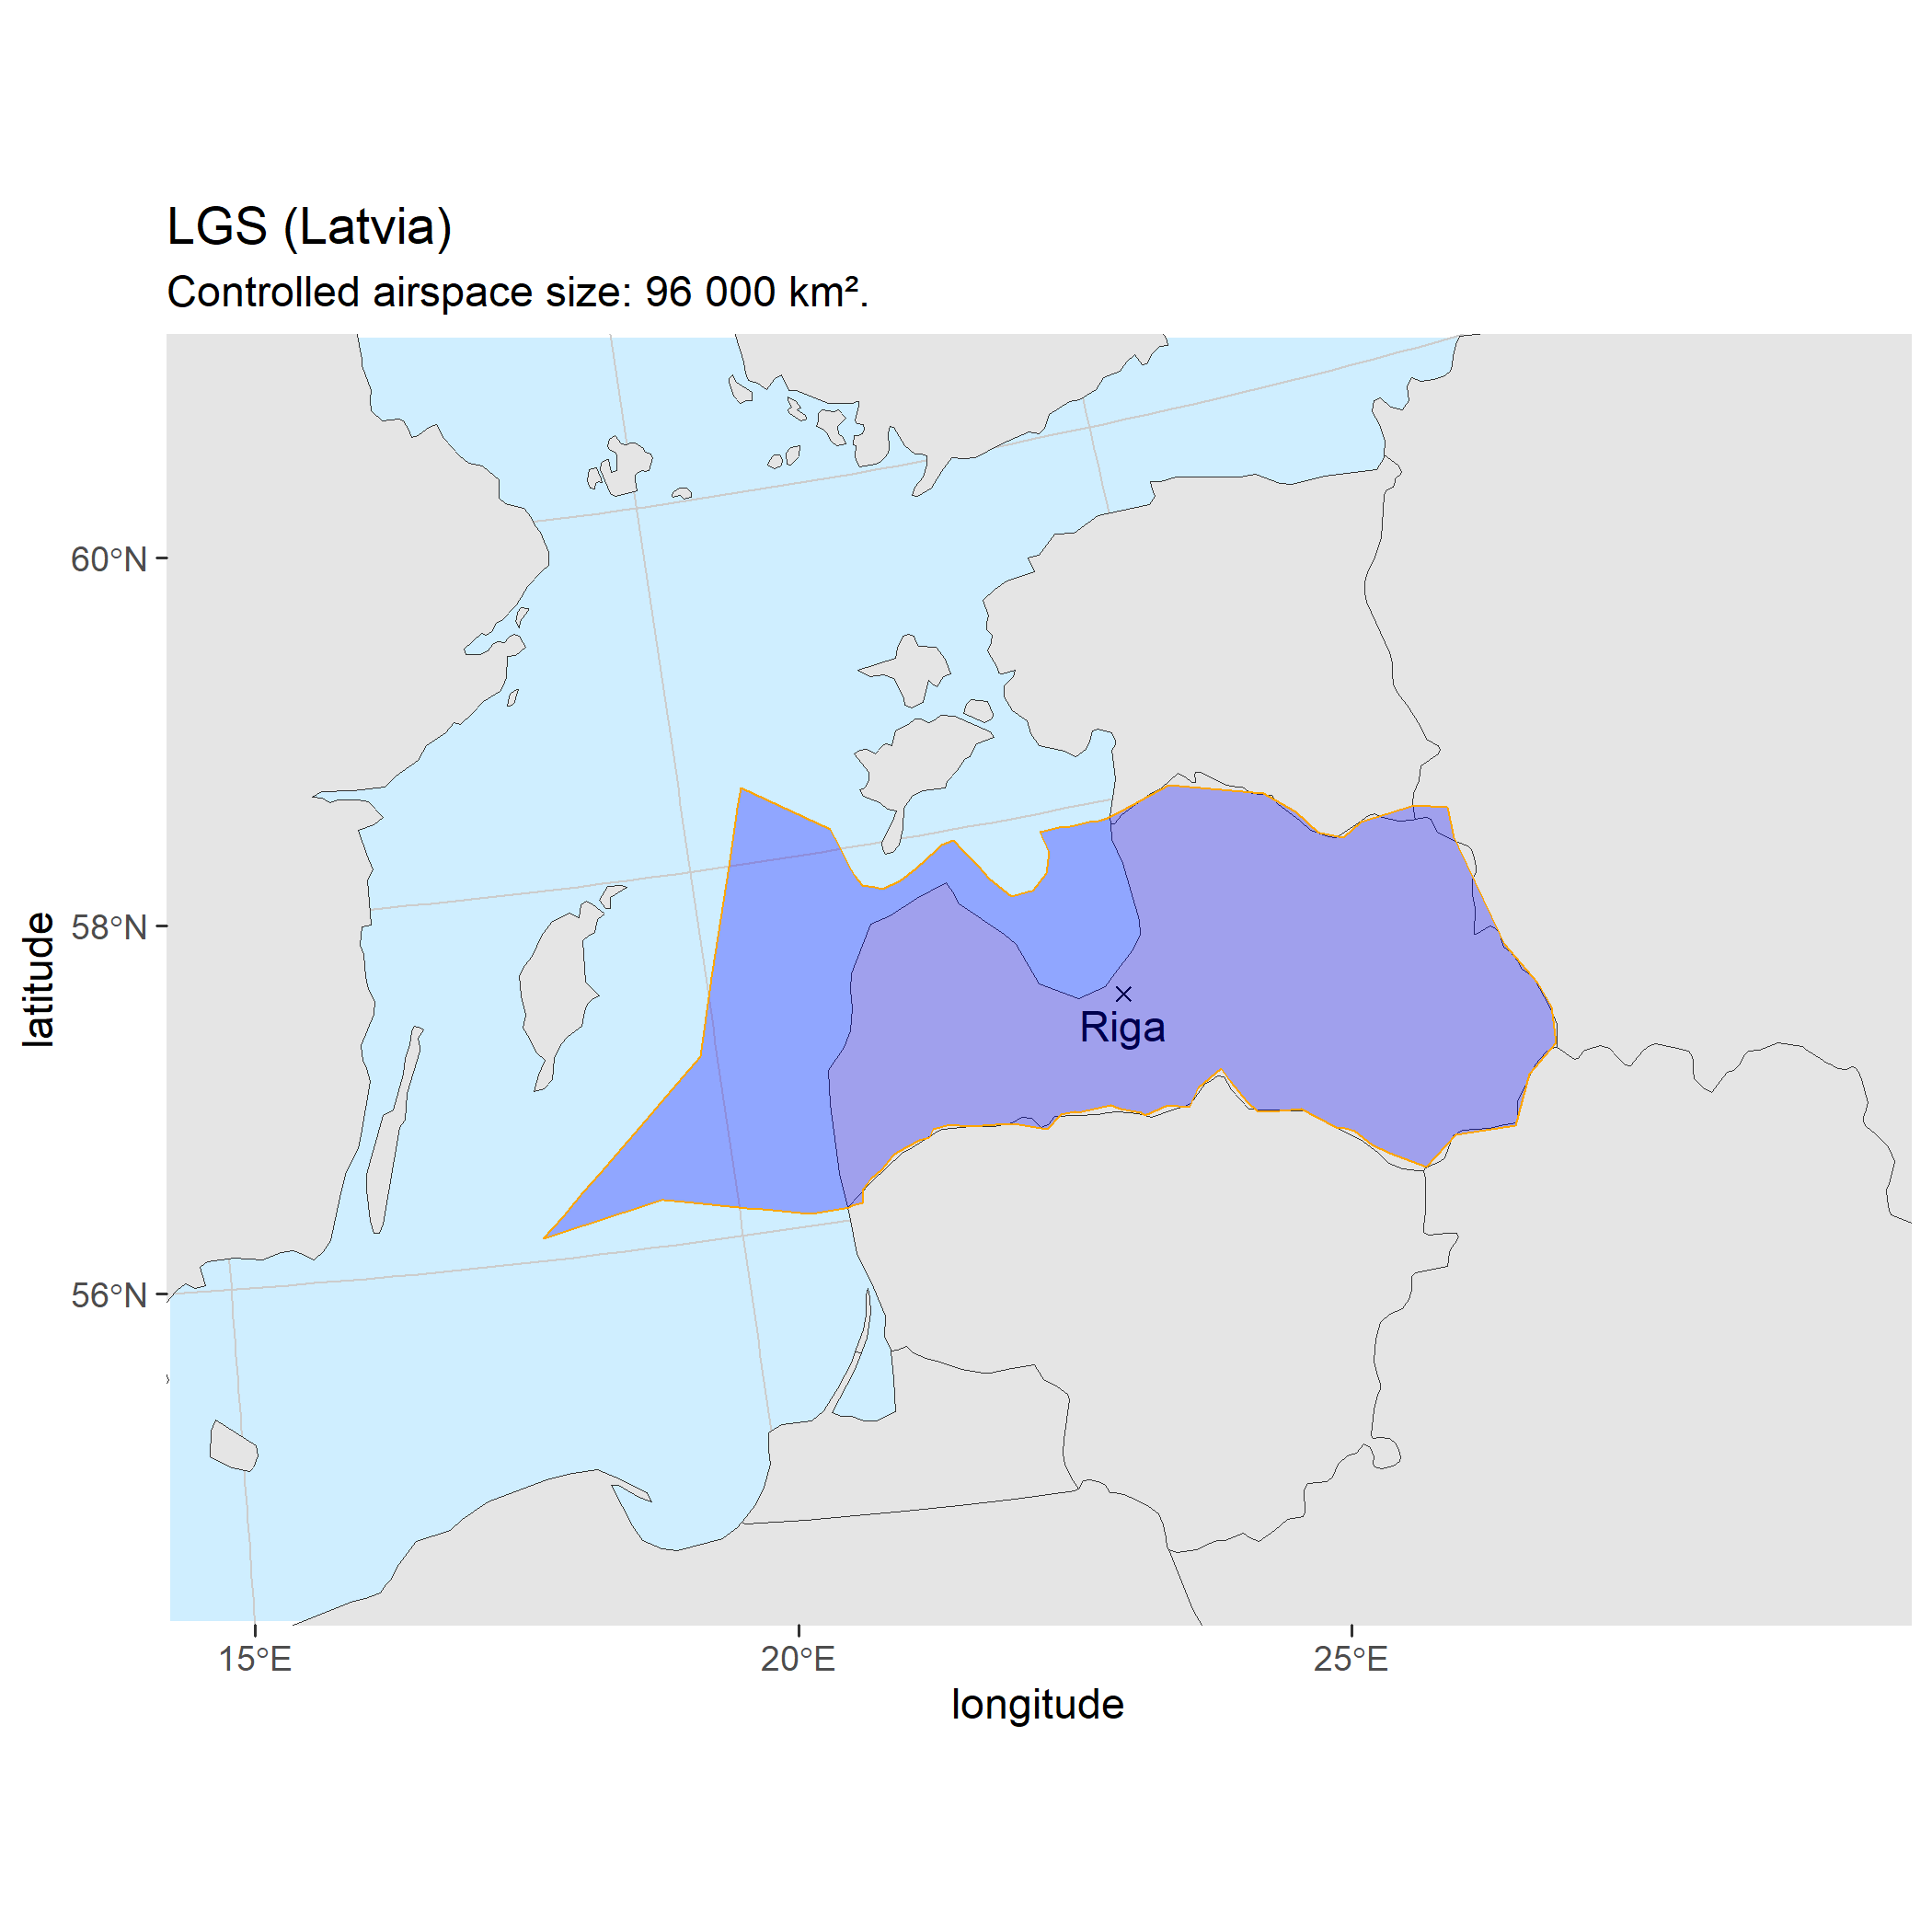 LGS (Latvia)
Controlled airspace size: 96 000 km².
60°N
58°N
56°N
latitude
Riga
15°E 20°E 25°E
longitude